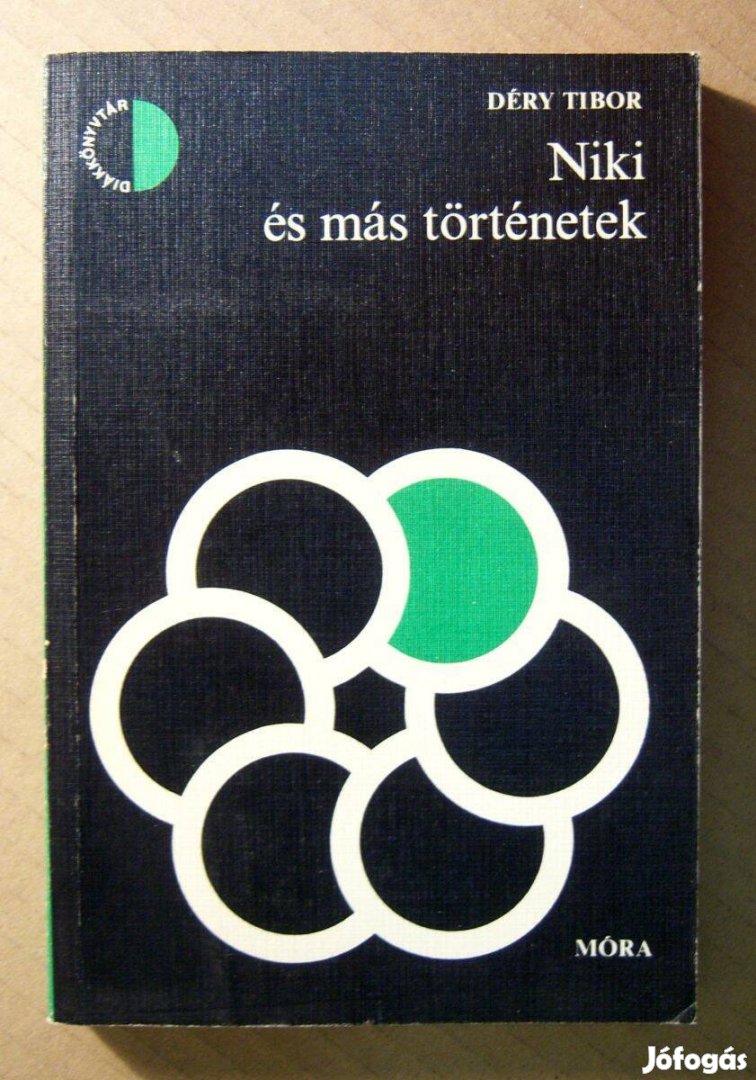 DIÁKKÖNYVTÁR
DÉRY TIBOR
Niki
és más történetek
MÓRA
Jófogás